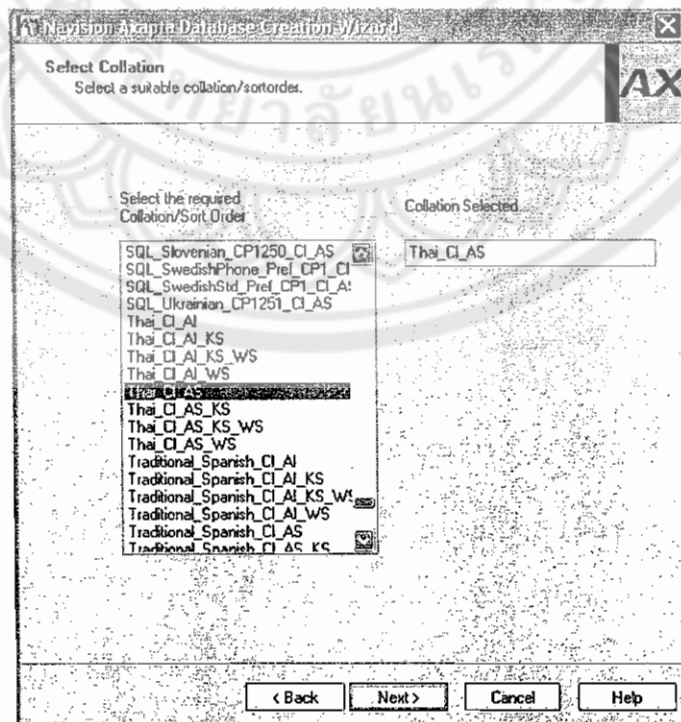 Navision Axapta Database Creation Wizard
Select Collation
Select a suitable collation/sortorder.
AX
Select the required
Collation/Sort Order
Collation Selected
SQL_Slovenian_CP1250_CI_AS
SQL_SwedishPhone_Pref_CP1_CI
SQL_SwedishStd_Pref_CP1_CI_A
SQL_Ukrainian_CP1251_CI_AS
Thai_CI_AI
Thai_CI_AI_KS
Thai_CI_AI_KS_WS
Thai_CI_AI_WS
Thai_CI_AS
Thai_CI_AS_KS
Thai_CI_AS_KS_WS
Thai_CI_AS_WS
Traditional_Spanish_CI_AI
Traditional_Spanish_CI_AI_KS
Traditional_Spanish_CI_AI_KS_WS
Traditional_Spanish_CI_AI_WS
Traditional_Spanish_CI_AS
Traditional_Spanish_CI_AS_KS
Thai_CI_AS
< Back
Next >
Cancel
Help